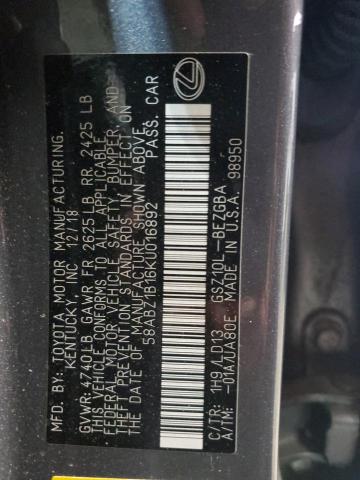 MFD. BY: TOYOTA MOTOR MANUFACTURING.
KENTUCKY, INC 12/18
GVWR: 4740LB GAWR FR. 2625LB RR. 2425 LB
THIS VEHICLE CONFORMS TO ALL APPLICABLE
FEDERAL MOTOR VEHICLE SAFETY, BUMPER, AND
THEFT PREVENTION STANDARDS IN EFFECT ON
THE DATE OF MANUFACTURE SHOWN ABOVE.
58ABZ1B16KU016892 PASS. CAR
C/TR: 1H9/LD13 GSZ10L-BEZGBA
A/TM: -01A/UA80E MADE IN U.S.A. 98950